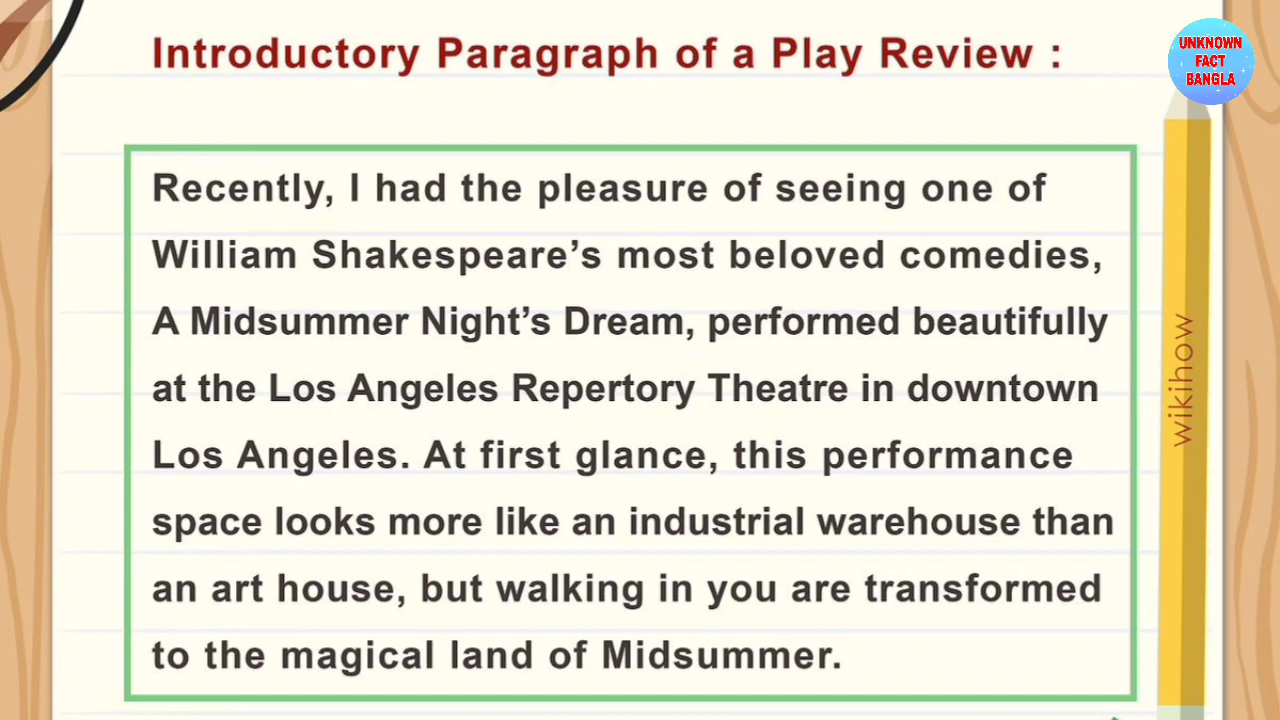 Introductory Paragraph of a Play Review :
UNKNOWN
FACT
BANGLA
Recently, I had the pleasure of seeing one of
William Shakespeare’s most beloved comedies,
A Midsummer Night’s Dream, performed beautifully
at the Los Angeles Repertory Theatre in downtown
Los Angeles. At first glance, this performance
space looks more like an industrial warehouse than
an art house, but walking in you are transformed
to the magical land of Midsummer.
wikihow